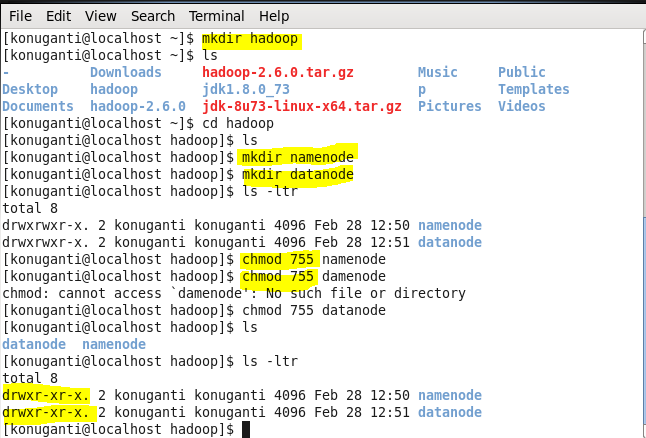 File Edit View Search Terminal Help
[konuganti@localhost ~]$ mkdir hadoop
[konuganti@localhost ~]$ ls
- Downloads hadoop-2.6.0.tar.gz Music Public
Desktop hadoop jdk1.8.0_73 p Templates
Documents hadoop-2.6.0 jdk-8u73-linux-x64.tar.gz Pictures Videos
[konuganti@localhost ~]$ cd hadoop
[konuganti@localhost hadoop]$ ls
[konuganti@localhost hadoop]$ mkdir namenode
[konuganti@localhost hadoop]$ mkdir datanode
[konuganti@localhost hadoop]$ ls -ltr
total 8
drwxrwxr-x. 2 konuganti konuganti 4096 Feb 28 12:50 namenode
drwxrwxr-x. 2 konuganti konuganti 4096 Feb 28 12:51 datanode
[konuganti@localhost hadoop]$ chmod 755 namenode
[konuganti@localhost hadoop]$ chmod 755 damenode
chmod: cannot access `damenode': No such file or directory
[konuganti@localhost hadoop]$ chmod 755 datanode
[konuganti@localhost hadoop]$ ls
datanode namenode
[konuganti@localhost hadoop]$ ls -ltr
total 8
drwxr-xr-x. 2 konuganti konuganti 4096 Feb 28 12:50 namenode
drwxr-xr-x. 2 konuganti konuganti 4096 Feb 28 12:51 datanode
[konuganti@localhost hadoop]$